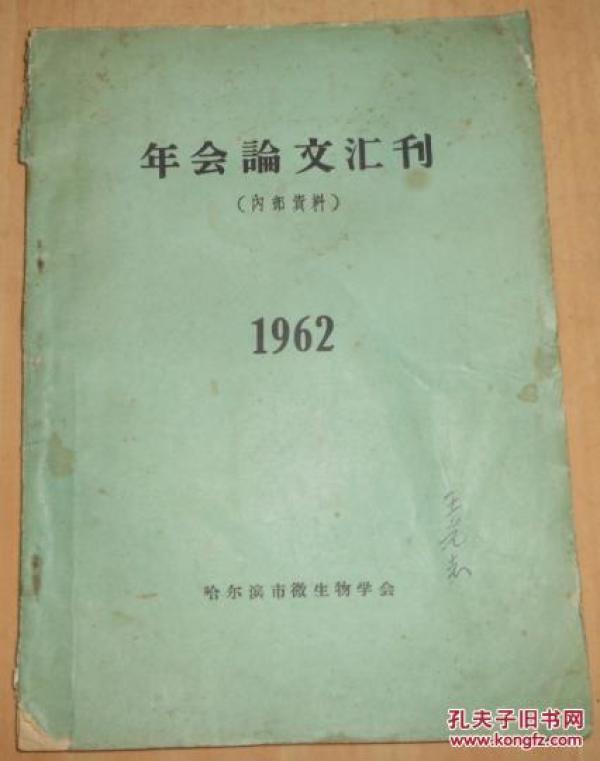 年会論文汇刊
（內部資料）
1962
哈尔滨市微生物学会
孔夫子旧书网
www.kongfz.com